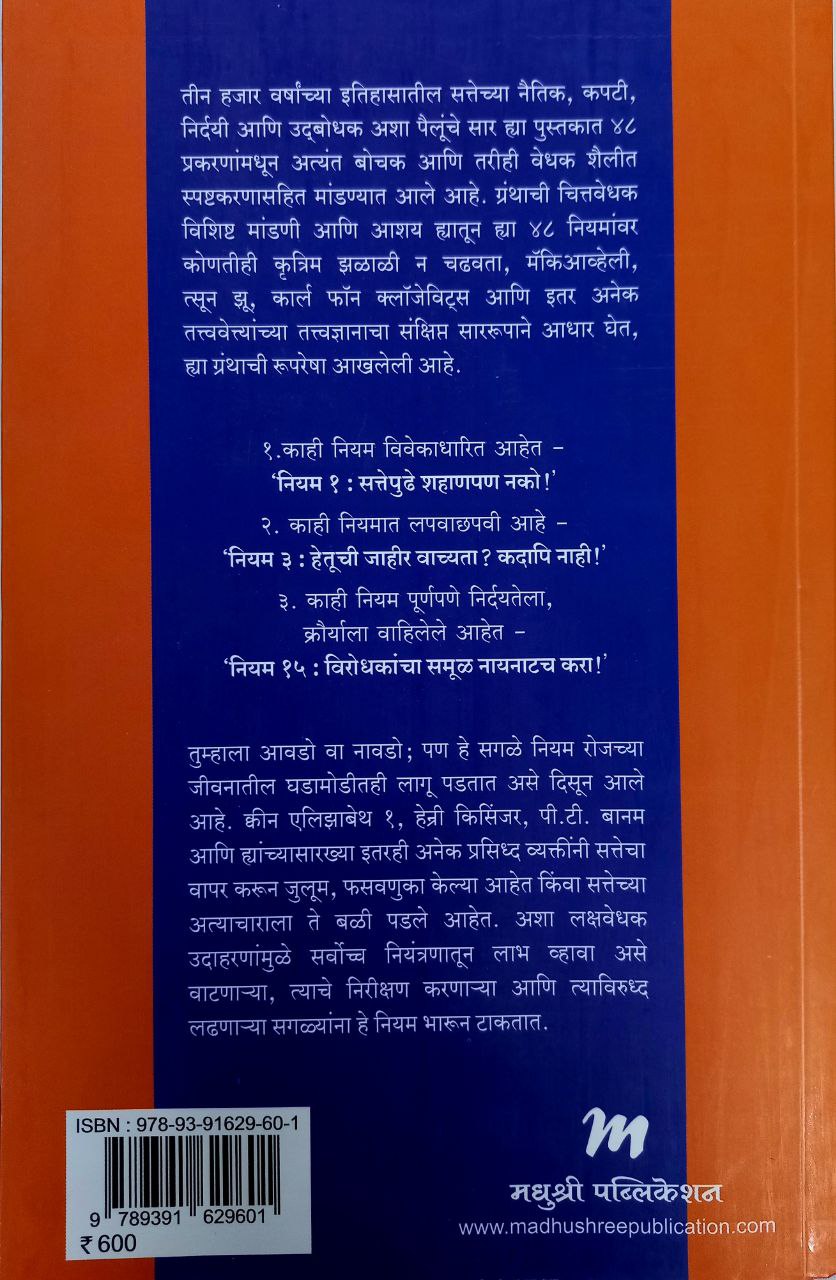 तीन हजार वर्षांच्या इतिहासातील सत्तेच्या नैतिक, कपटी,
निर्दयी आणि उद्‌बोधक अशा पैलूंचे सार ह्या पुस्तकात ४८
प्रकरणांमधून अत्यंत बोचक आणि तरीही वेधक शैलीत
स्पष्टकरणासहित मांडण्यात आले आहे. ग्रंथाची चित्तवेधक
विशिष्ट मांडणी आणि आशय ह्यातून ह्या ४८ नियमांवर
कोणतीही कृत्रिम झळाळी न चढवता, मॅकिआव्हेली,
त्सून झू, कार्ल फॉन क्लॉजेविट्स आणि इतर अनेक
तत्त्ववेत्त्यांच्या तत्त्वज्ञानाचा संक्षिप्त साररूपाने आधार घेत,
ह्या ग्रंथाची रूपरेषा आखलेली आहे.
१.काही नियम विवेकाधारित आहेत –
‘नियम १ : सत्तेपुढे शहाणपण नको!’
२. काही नियमात लपवाछपवी आहे –
‘नियम ३ : हेतूची जाहीर वाच्यता? कदापि नाही!’
३. काही नियम पूर्णपणे निर्दयतेला,
क्रौर्याला वाहिलेले आहेत –
‘नियम १५ : विरोधकांचा समूळ नायनाटच करा!’
तुम्हाला आवडो वा नावडो; पण हे सगळे नियम रोजच्या
जीवनातील घडामोडीतही लागू पडतात असे दिसून आले
आहे. क्वीन एलिझाबेथ १, हेन्री किसिंजर, पी.टी. बानम
आणि ह्यांच्यासारख्या इतरही अनेक प्रसिध्द व्यक्तींनी सत्तेचा
वापर करून जुलूम, फसवणुका केल्या आहेत किंवा सत्तेच्या
अत्याचाराला ते बळी पडले आहेत. अशा लक्षवेधक
उदाहरणांमुळे सर्वोच्च नियंत्रणातून लाभ व्हावा असे
वाटणाऱ्या, त्याचे निरीक्षण करणाऱ्या आणि त्याविरुध्द
लढणाऱ्या सगळ्यांना हे नियम भारून टाकतात.
ISBN : 978-93-91629-60-1
9 789391 629601
₹ 600
m
मधुश्री पब्लिकेशन
www.madhushreepublication.com